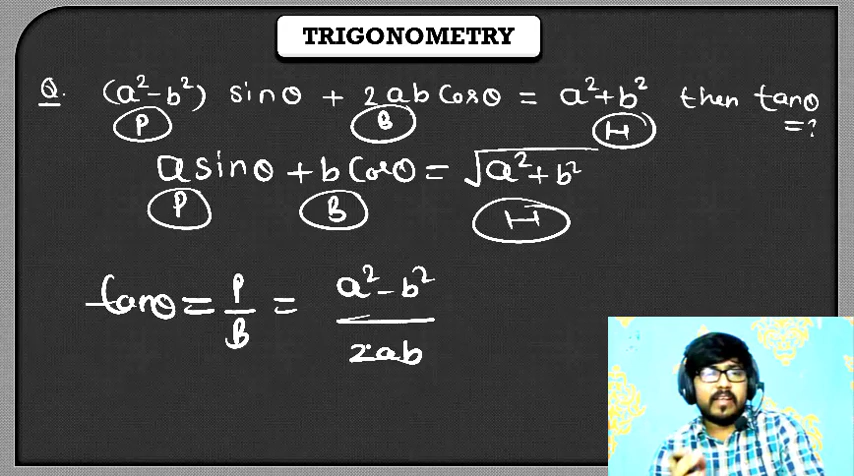 TRIGONOMETRY
Q. (a²-b²) sinθ + 2ab cosθ = a²+b² then tanθ = ?
P B H
a sinθ + b cosθ = √a²+b²
P B H
tanθ = P/B = a²-b²/2ab